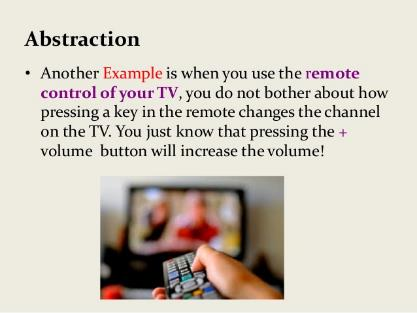 Abstraction
• Another Example is when you use the remote
control of your TV, you do not bother about how
pressing a key in the remote changes the channel
on the TV. You just know that pressing the +
volume button will increase the volume!